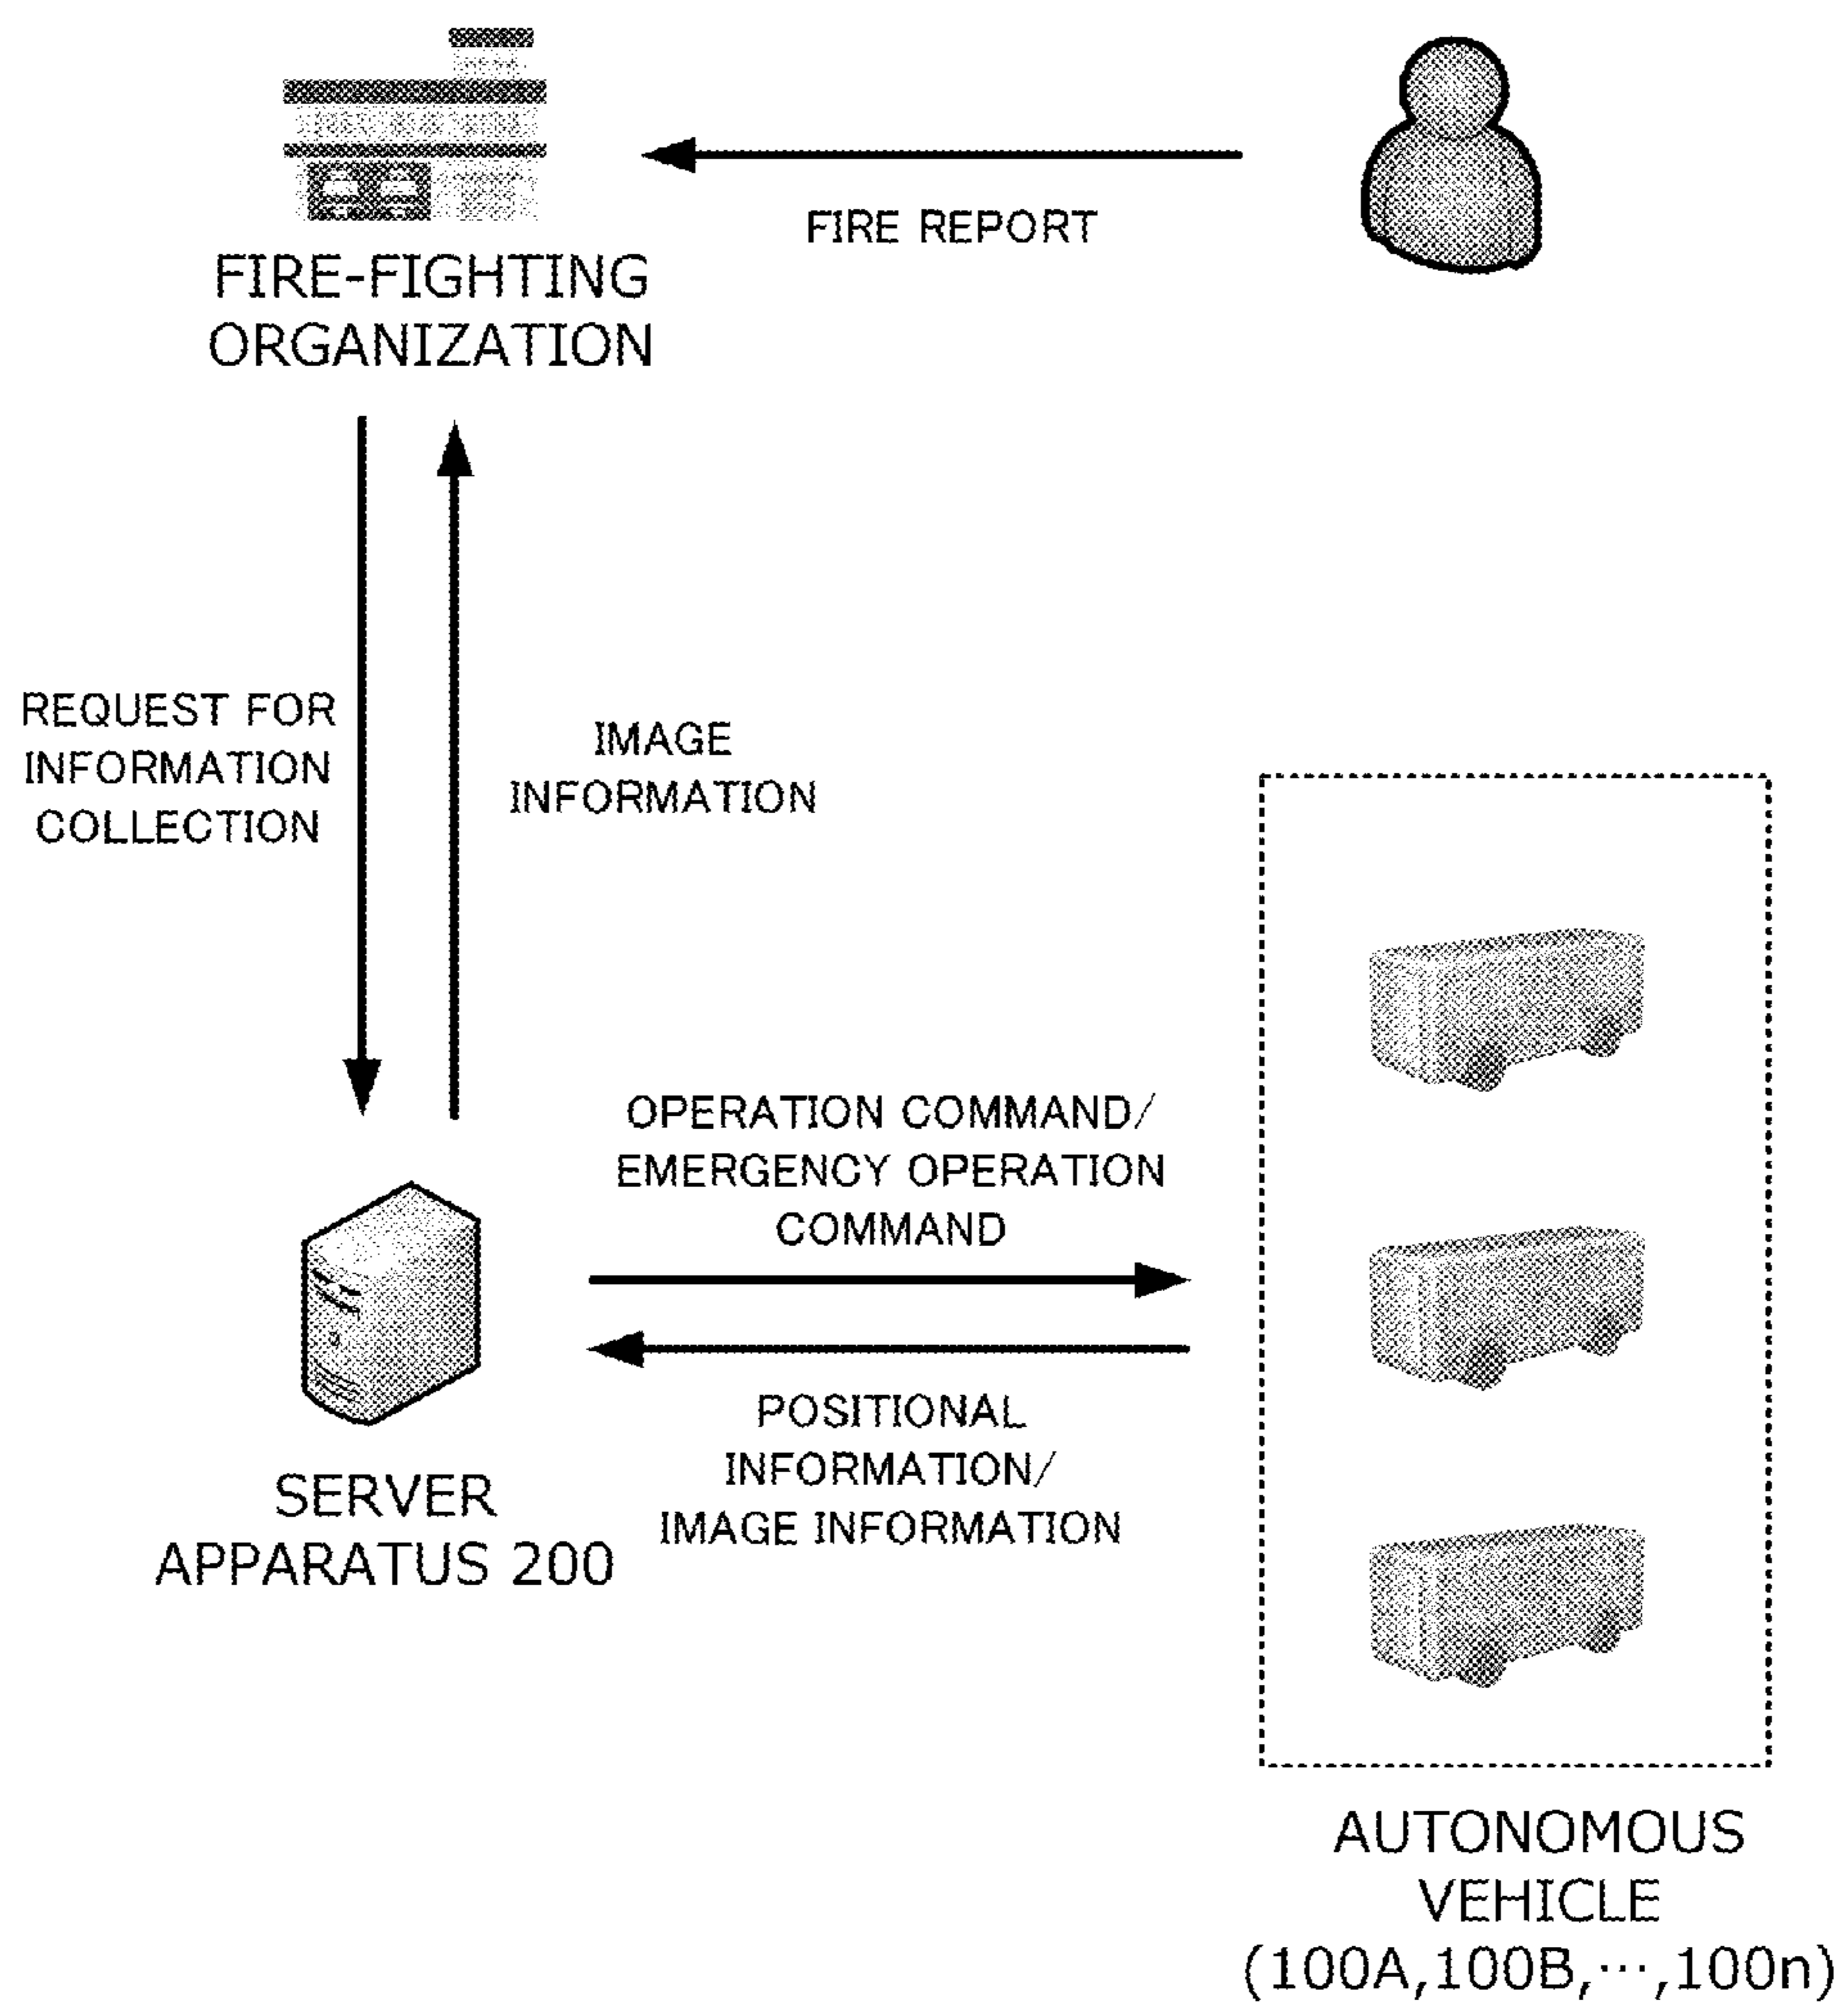 FIRE REPORT
FIRE-FIGHTING
ORGANIZATION
REQUEST FOR
INFORMATION
COLLECTION
IMAGE
INFORMATION
OPERATION COMMAND/
EMERGENCY OPERATION
COMMAND
POSITIONAL
INFORMATION/
IMAGE INFORMATION
SERVER
APPARATUS 200
AUTONOMOUS
VEHICLE
(100A,100B,⋯,100n)